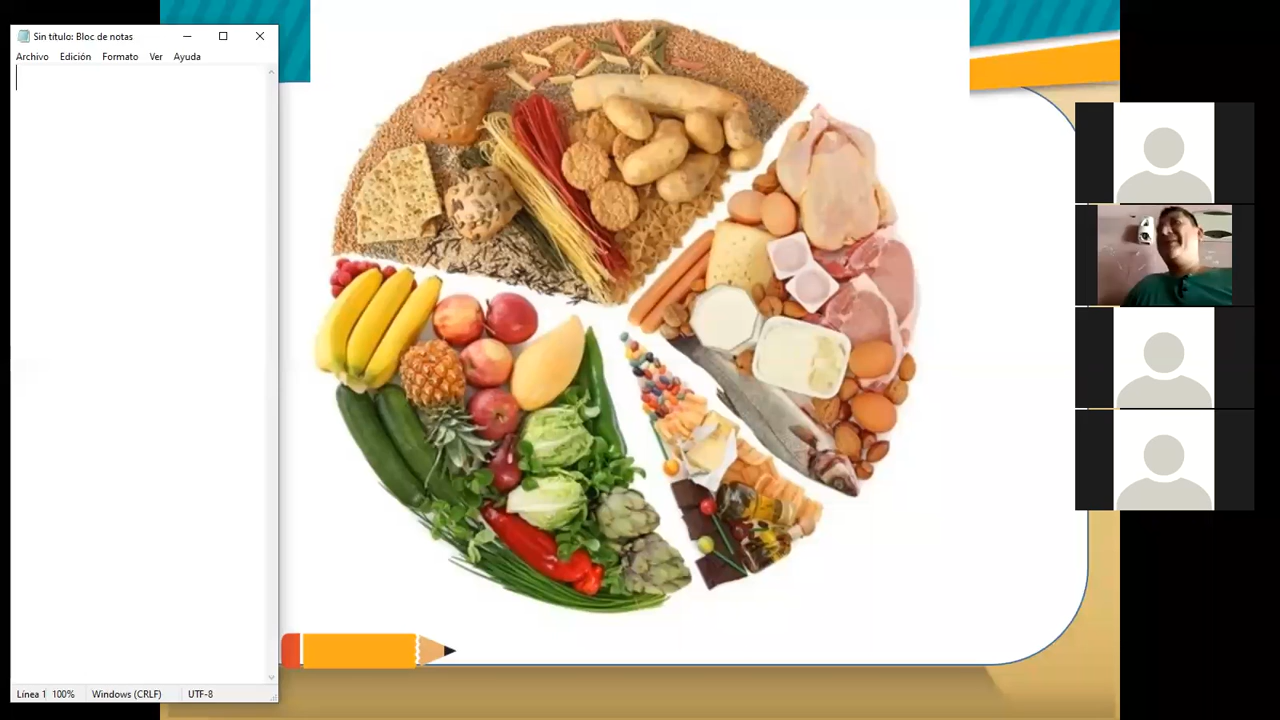 Sin título: Bloc de notas
Archivo Edición Formato Ver Ayuda
Línea 1 100% Windows (CRLF) UTF-8